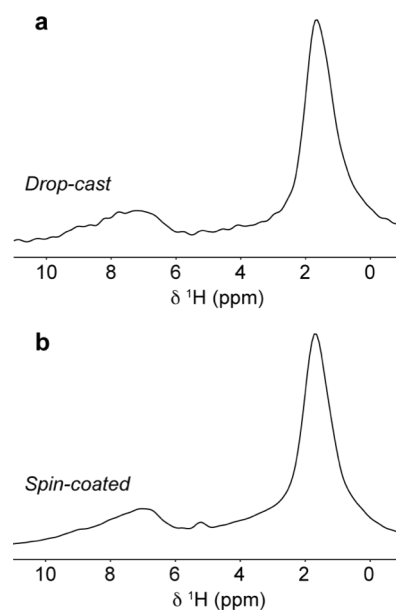 a
Drop-cast
10 8 6 4 2 0
δ ¹H (ppm)
b
Spin-coated
10 8 6 4 2 0
δ ¹H (ppm)